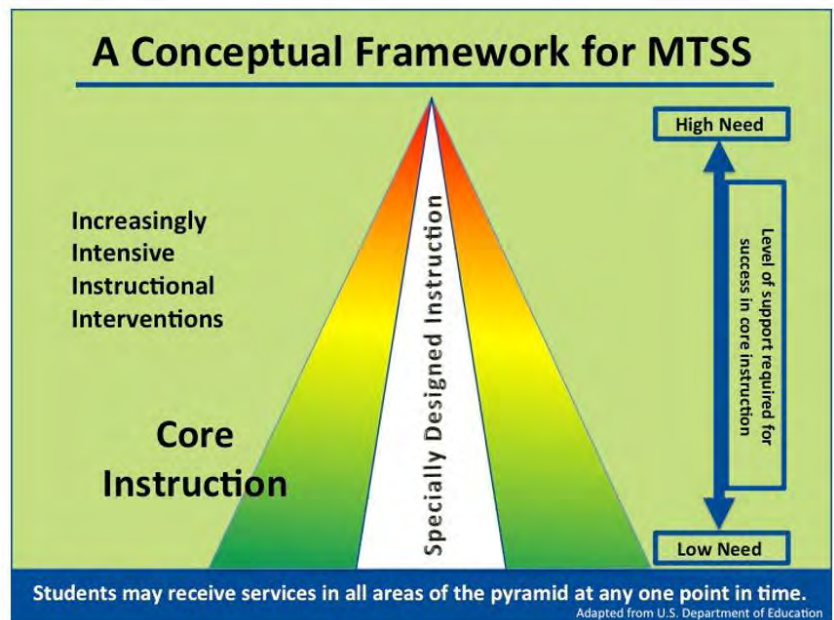 A Conceptual Framework for MTSS
High Need
Increasingly
Intensive
Instructional
Interventions
Core
Instruction
Specially Designed Instruction
Level of support required for
success in core instruction
Low Need
Students may receive services in all areas of the pyramid at any one point in time.
Adapted from U.S. Department of Education